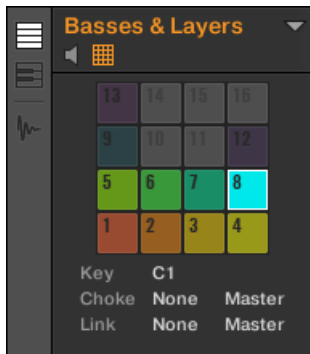 Basses & Layers
13 14 15 16
9 10 11 12
5 6 7 8
1 2 3 4
Key C1
Choke None Master
Link None Master